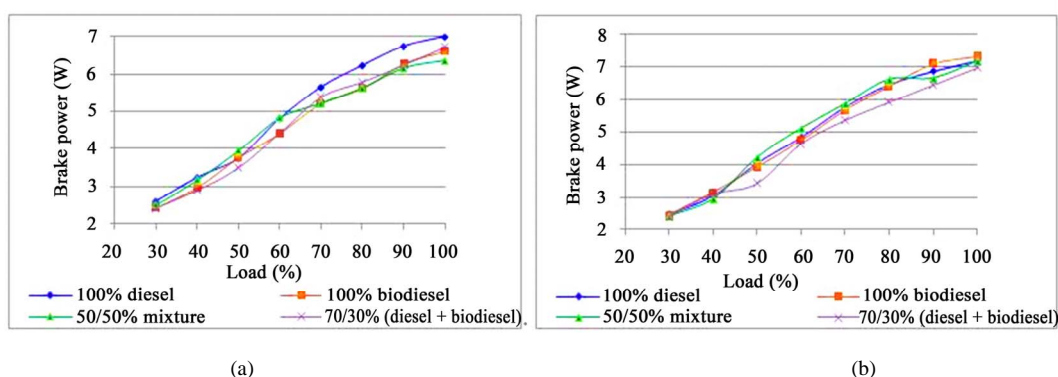 7
6
5
4
3
2
Brake power (W)
20 30 40 50 60 70 80 90 100
Load (%)
100% diesel
100% biodiesel
50/50% mixture
70/30% (diesel + biodiesel)
(a)
8
7
6
5
4
3
2
Brake power (W)
20 30 40 50 60 70 80 90 100
Load (%)
100% diesel
100% biodiesel
50/50% mixture
70/30% (diesel + biodiesel)
(b)